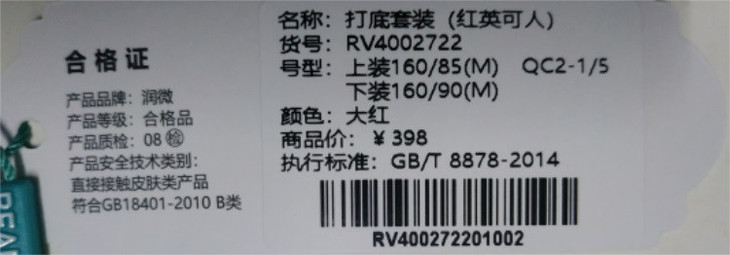 合格证
产品品牌：润微
产品等级：合格品
产品质检：08 检
产品安全技术类别：
直接接触皮肤类产品
符合GB18401-2010 B类
名称：打底套装（红英可人）
货号：RV4002722
号型：上装160/85(M) QC2-1/5
下装160/90(M)
颜色：大红
商品价：￥398
执行标准：GB/T 8878-2014
RV400272201002